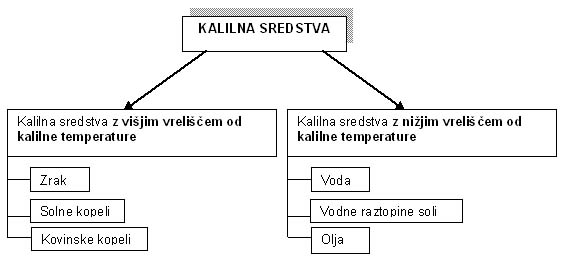 KALILNA SREDSTVA
Kalilna sredstva z višjim vreliščem od
kalilne temperature
Zrak
Solne kopeli
Kovinske kopeli
Kalilna sredstva z nižjim vreliščem od
kalilne temperature
Voda
Vodne raztopine soli
Olja